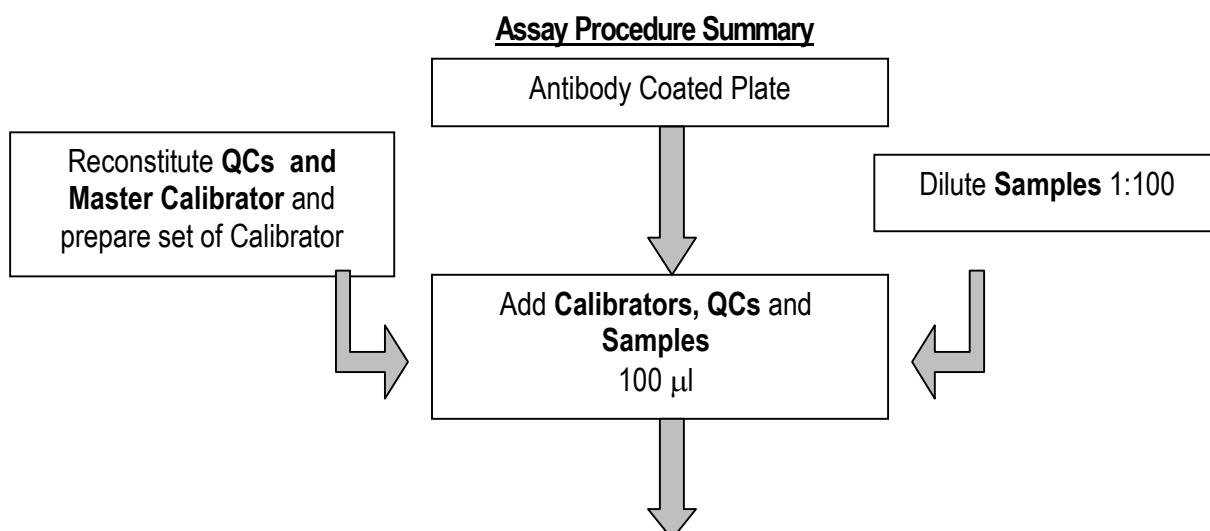 Assay Procedure Summary
Antibody Coated Plate
Reconstitute QCs and
Master Calibrator and
prepare set of Calibrator
Dilute Samples 1:100
Add Calibrators, QCs and
Samples
100 μl